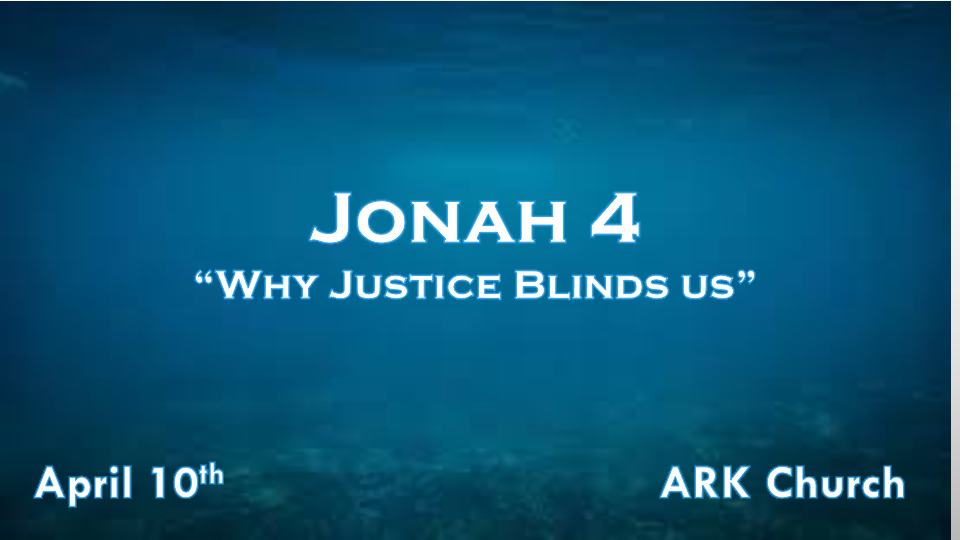 Jonah 4
“Why Justice Blinds us”
April 10th
ARK Church